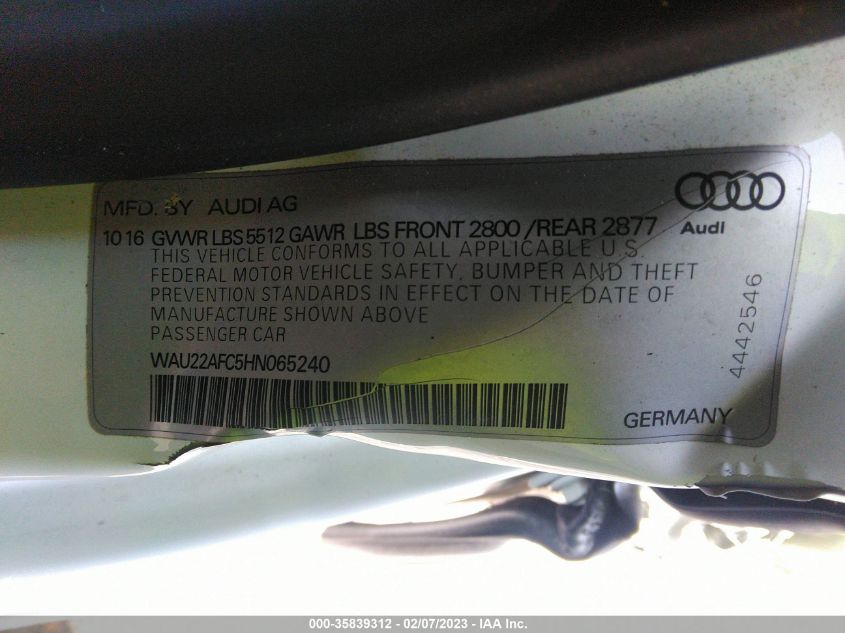 MFD. BY AUDI AG
10 16 GVWR LBS 5512 GAWR LBS FRONT 2800 /REAR 2877
THIS VEHICLE CONFORMS TO ALL APPLICABLE U.S.
FEDERAL MOTOR VEHICLE SAFETY, BUMPER AND THEFT
PREVENTION STANDARDS IN EFFECT ON THE DATE OF
MANUFACTURE SHOWN ABOVE
PASSENGER CAR
WAU22AFC5HN065240
Audi
4442546
GERMANY
000-35839312 - 02/07/2023 - IAA Inc.